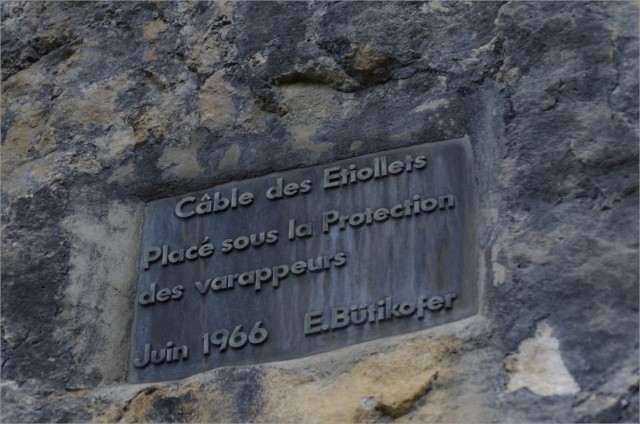 Câble des Etiollets
Placé sous la Protection
des varappeurs
Juin 1966 E.Bütikofer